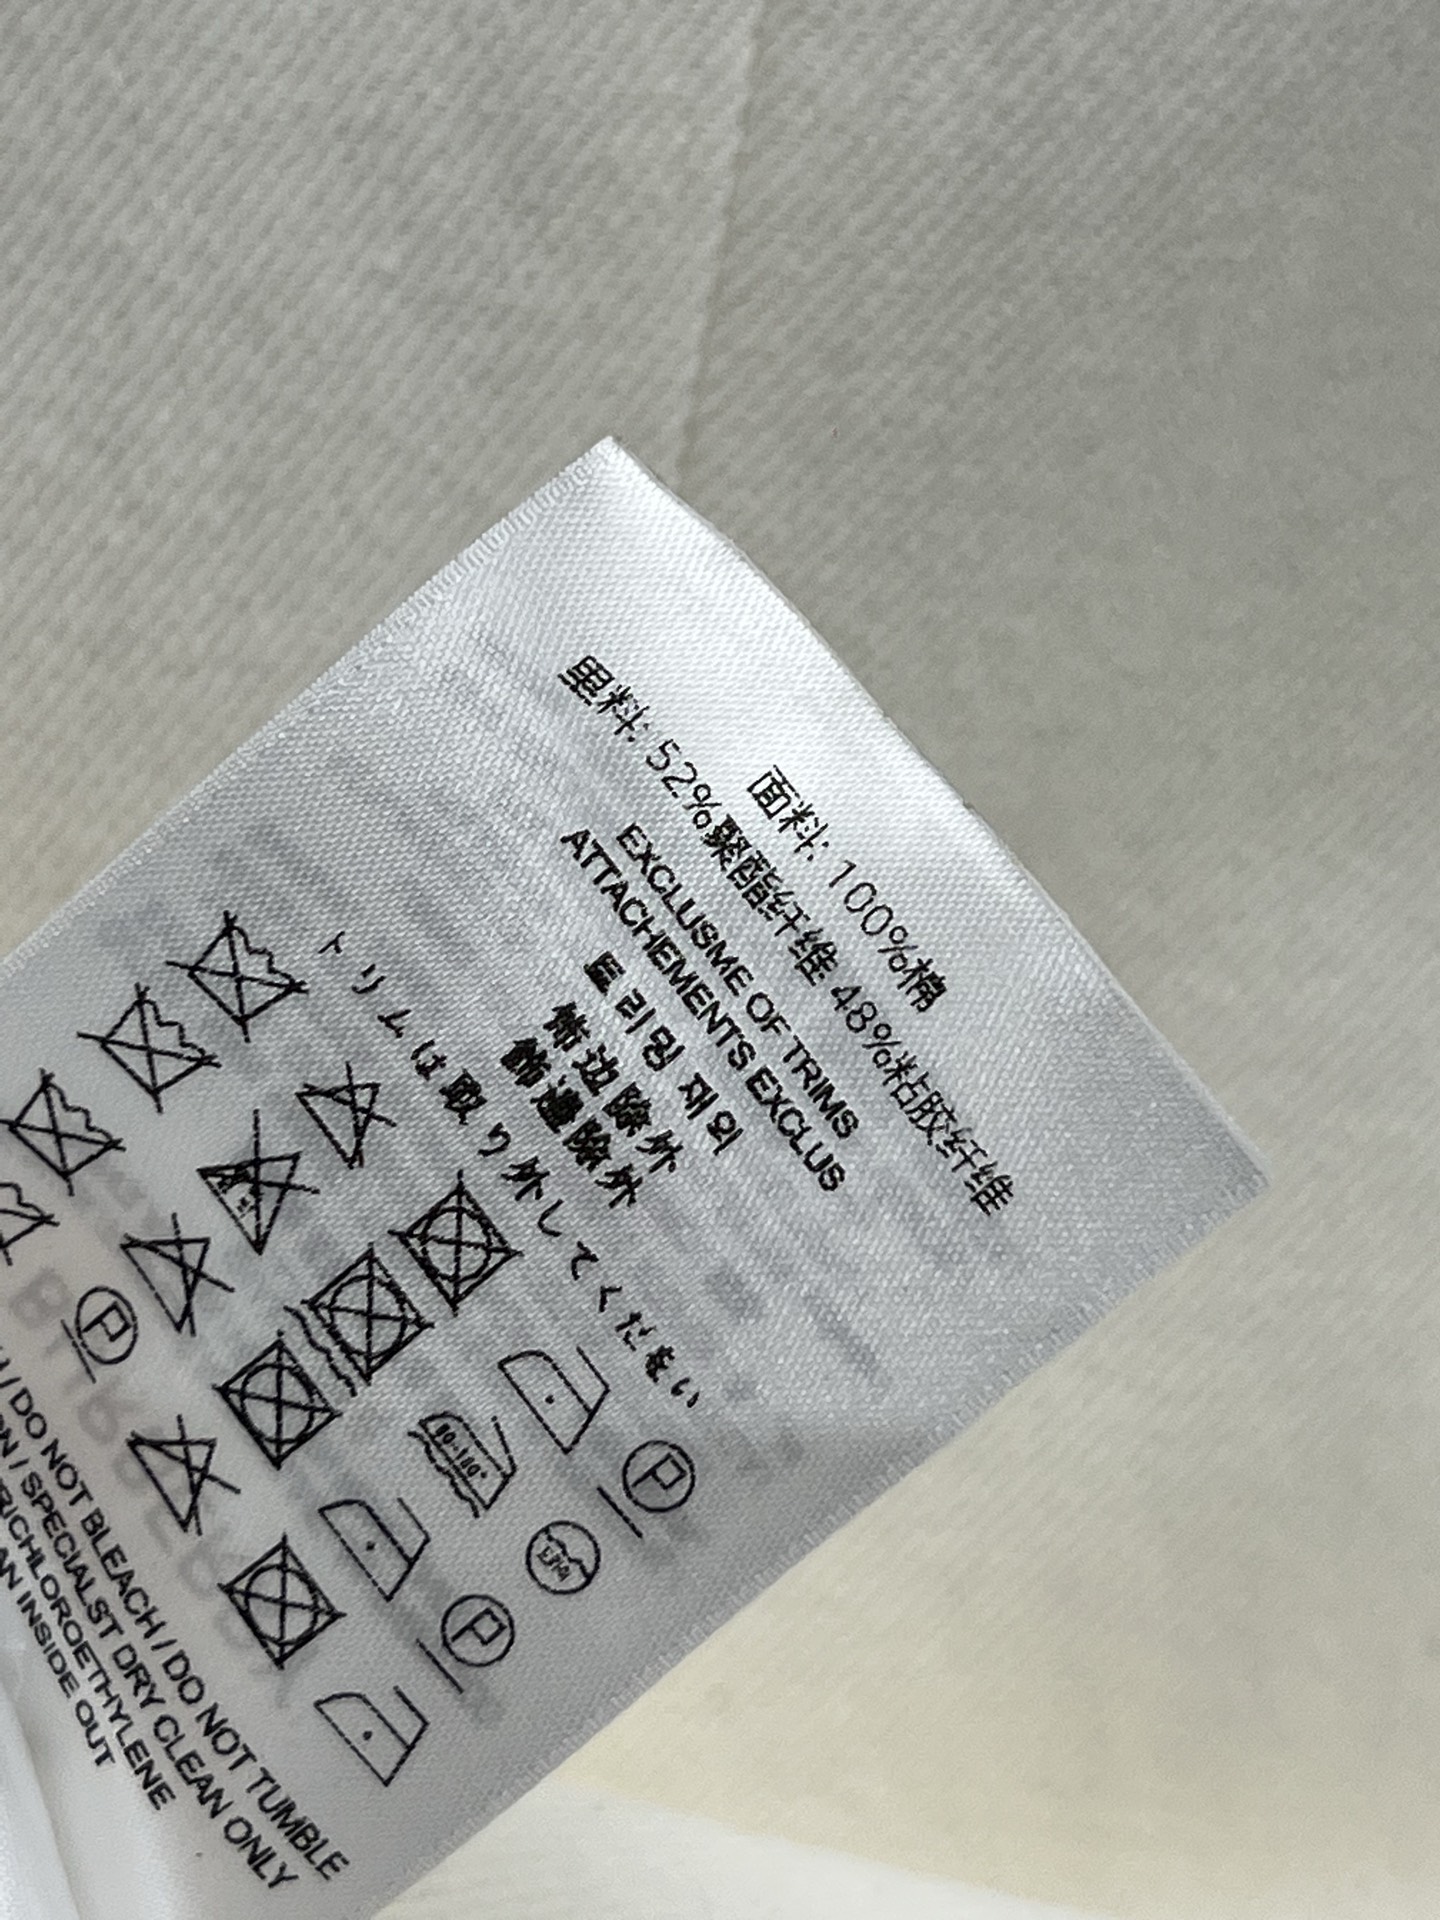 面料: 100%棉
里料: 52%聚酯纤维 48%粘胶纤维
EXCLUSME OF TRIMS
ATTACHEMENTS EXCLUS
트리밍 제외
饰边除外
飾邊除外
トリムは取り外してください
P
80-180°
P
P
/ DO NOT BLEACH / DO NOT TUMBLE
/ SPECIALST DRY CLEAN ONLY
RICHLOROETHYLENE
AN INSIDE OUT